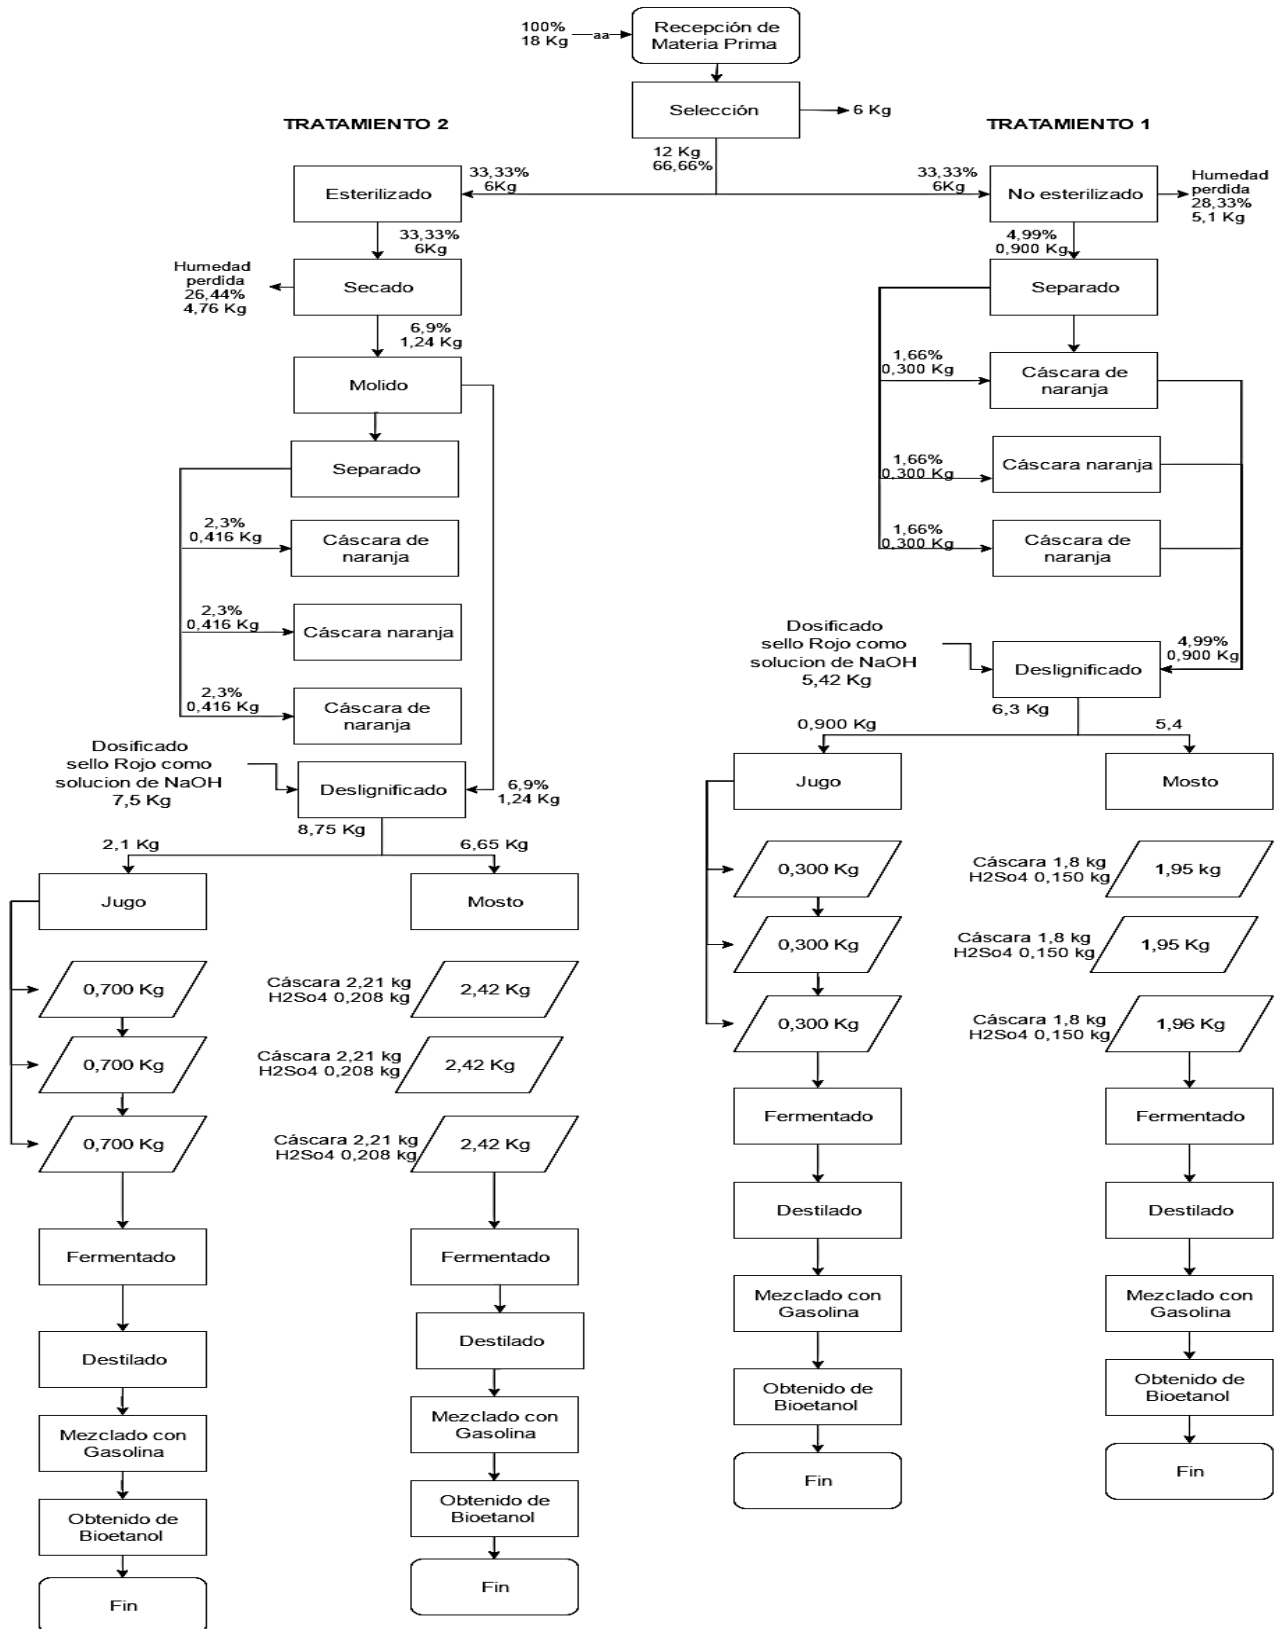 100%
18 Kg
aa
Recepción de
Materia Prima
Selección
6 Kg
12 Kg
66,66%
TRATAMIENTO 2
33,33%
6Kg
Esterilizado
33,33%
6Kg
Humedad
perdida
26,44%
4,76 Kg
Secado
6,9%
1,24 Kg
Molido
Separado
2,3%
0,416 Kg
Cáscara de
naranja
2,3%
0,416 Kg
Cáscara naranja
2,3%
0,416 Kg
Cáscara de
naranja
Dosificado
sello Rojo como
solucion de NaOH
7,5 Kg
Deslignificado
6,9%
1,24 Kg
8,75 Kg
2,1 Kg
6,65 Kg
Jugo
Mosto
0,700 Kg
Cáscara 2,21 kg
H2So4 0,208 kg
2,42 Kg
0,700 Kg
Cáscara 2,21 kg
H2So4 0,208 kg
2,42 Kg
0,700 Kg
Cáscara 2,21 kg
H2So4 0,208 kg
2,42 Kg
Fermentado
Fermentado
Destilado
Destilado
Mezclado con
Gasolina
Mezclado con
Gasolina
Obtenido de
Bioetanol
Obtenido de
Bioetanol
Fin
Fin
TRATAMIENTO 1
33,33%
6Kg
No esterilizado
Humedad
perdida
28,33%
5,1 Kg
4,99%
0,900 Kg
Separado
1,66%
0,300 Kg
Cáscara de
naranja
1,66%
0,300 Kg
Cáscara naranja
1,66%
0,300 Kg
Cáscara de
naranja
Dosificado
sello Rojo como
solucion de NaOH
5,42 Kg
Deslignificado
4,99%
0,900 Kg
6,3 Kg
0,900 Kg
5,4
Jugo
Mosto
0,300 Kg
Cáscara 1,8 kg
H2So4 0,150 kg
1,95 kg
0,300 Kg
Cáscara 1,8 kg
H2So4 0,150 kg
1,95 Kg
0,300 Kg
Cáscara 1,8 kg
H2So4 0,150 kg
1,96 Kg
Fermentado
Fermentado
Destilado
Destilado
Mezclado con
Gasolina
Mezclado con
Gasolina
Obtenido de
Bioetanol
Obtenido de
Bioetanol
Fin
Fin